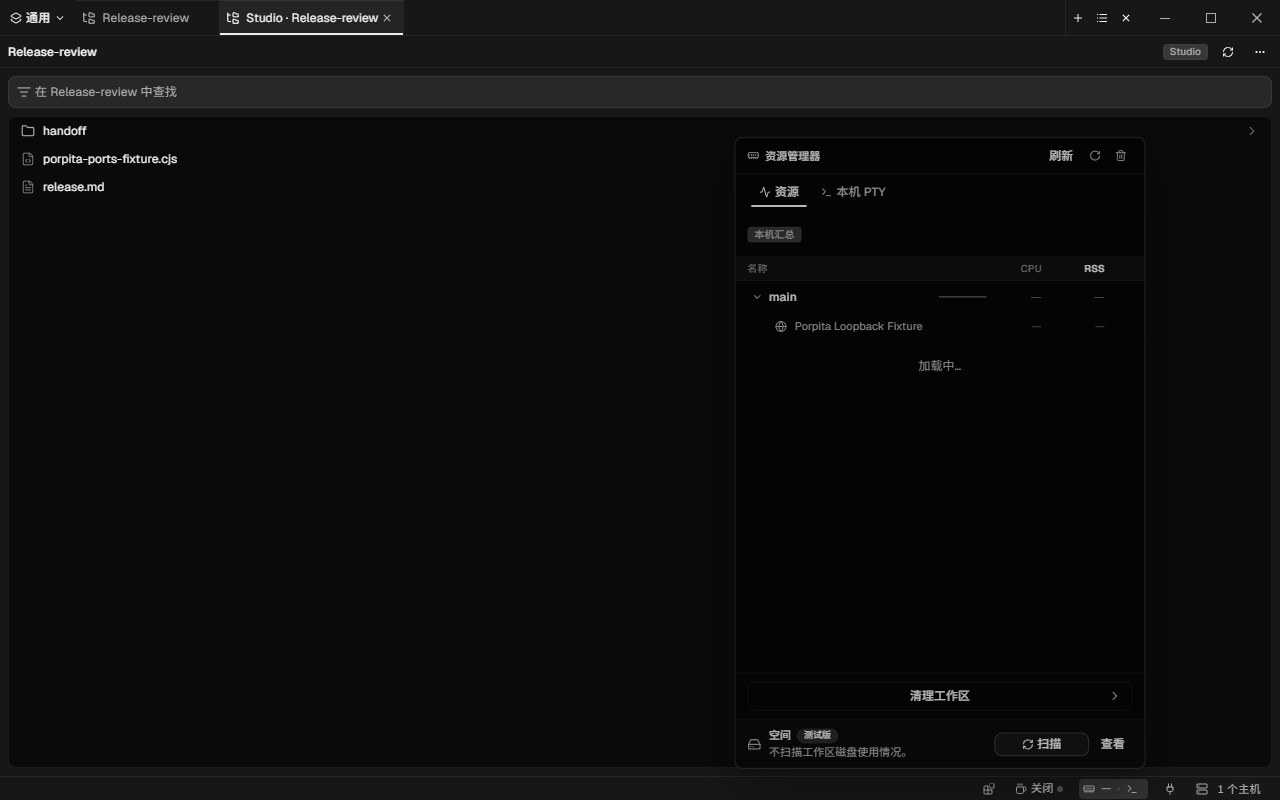 通用
Release-review
Studio · Release-review
Release-review
Studio
在 Release-review 中查找
handoff
porpita-ports-fixture.cjs
release.md
资源管理器
刷新
资源
本机 PTY
本机汇总
名称
CPU
RSS
main
— —
Porpita Loopback Fixture
— —
加载中...
清理工作区
空间 测试版
不扫描工作区磁盘使用情况。
扫描
查看
关闭
— ·
1 个主机